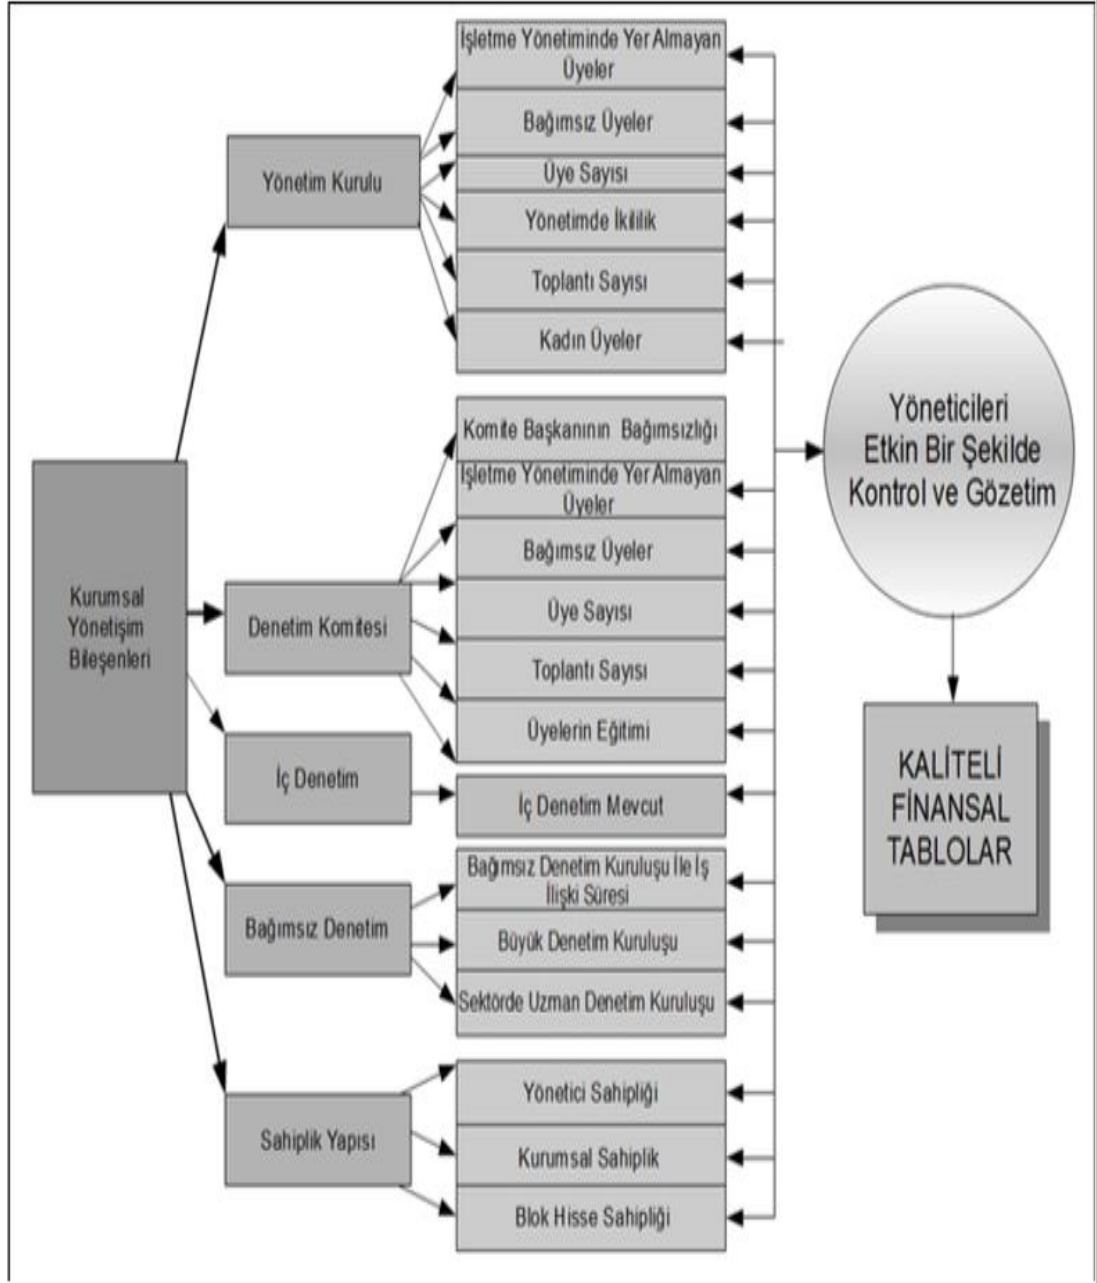 İşletme Yönetiminde Yer Almayan
Üyeler
Bağımsız Üyeler
Üye Sayısı
Yönetimde İkililik
Toplantı Sayısı
Kadın Üyeler
Yönetim Kurulu
Komite Başkanının Bağımsızlığı
İşletme Yönetiminde Yer Almayan
Üyeler
Bağımsız Üyeler
Üye Sayısı
Toplantı Sayısı
Üyelerin Eğitimi
Denetim Komitesi
Kurumsal
Yönetişim
Bileşenleri
İç Denetim
İç Denetim Mevcut
Bağımsız Denetim
Bağımsız Denetim Kuruluşu İle İş
İlişki Süresi
Büyük Denetim Kuruluşu
Sektörde Uzman Denetim Kuruluşu
Sahiplik Yapısı
Yönetici Sahipliği
Kurumsal Sahiplik
Blok Hisse Sahipliği
Yöneticileri
Etkin Bir Şekilde
Kontrol ve Gözetim
KALİTELİ
FİNANSAL
TABLOLAR